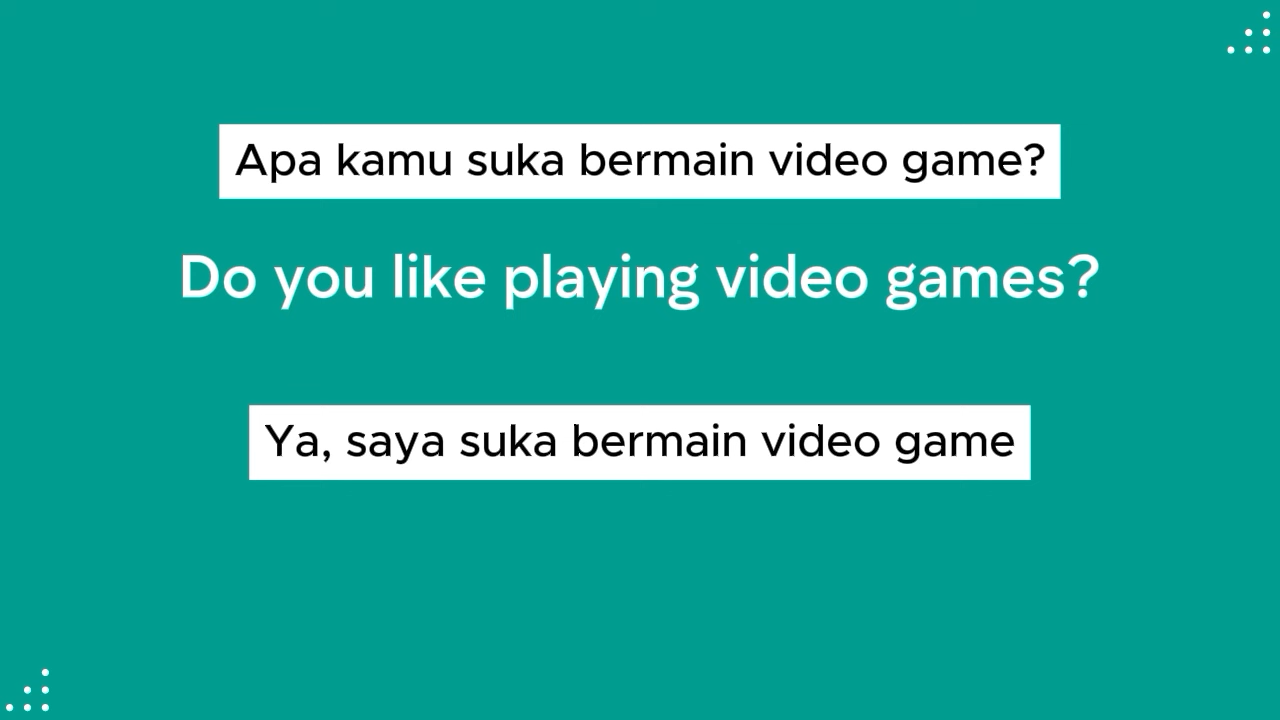 Apa kamu suka bermain video game?
Do you like playing video games?
Ya, saya suka bermain video game